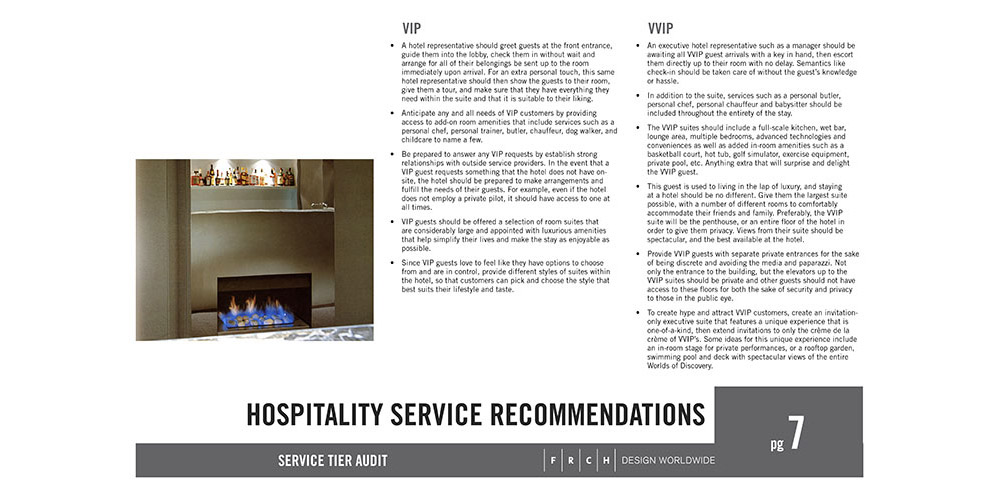 VIP
• A hotel representative should greet guests at the front entrance,
guide them into the lobby, check them in without wait and
arrange for all of their belongings be sent up to the room
immediately upon arrival. For an extra personal touch, this same
hotel representative should then show the guests to their room,
give them a tour, and make sure that they have everything they
need within the suite and that it is suitable to their liking.
• Anticipate any and all needs of VIP customers by providing
access to add-on room amenities that include services such as a
personal chef, personal trainer, butler, chauffeur, dog walker, and
childcare to name a few.
• Be prepared to answer any VIP requests by establish strong
relationships with outside service providers. In the event that a
VIP guest requests something that the hotel does not have on-
site, the hotel should be prepared to make arrangements and
fulfill the needs of their guests. For example, even if the hotel
does not employ a private pilot, it should have access to one at
all times.
• VIP guests should be offered a selection of room suites that
are considerably large and appointed with luxurious amenities
that help simplify their lives and make the stay as enjoyable as
possible.
• Since VIP guests love to feel like they have options to choose
from and are in control, provide different styles of suites within
the hotel, so that customers can pick and choose the style that
best suits their lifestyle and taste.
VVIP
• An executive hotel representative such as a manager should be
awaiting all VVIP guest arrivals with a key in hand, then escort
them directly up to their room with no delay. Semantics like
check-in should be taken care of without the guest's knowledge
or hassle.
• In addition to the suite, services such as a personal butler,
personal chef, personal chauffeur and babysitter should be
included throughout the entirety of the stay.
• The VVIP suites should include a full-scale kitchen, wet bar,
lounge area, multiple bedrooms, advanced technologies and
conveniences as well as added in-room amenities such as a
basketball court, hot tub, golf simulator, exercise equipment,
private pool, etc. Anything extra that will surprise and delight
the VVIP guest.
• This guest is used to living in the lap of luxury, and staying
at a hotel should be no different. Give them the largest suite
possible, with a number of different rooms to comfortably
accommodate their friends and family. Preferably, the VVIP
suite will be the penthouse, or an entire floor of the hotel in
order to give them privacy. Views from their suite should be
spectacular, and the best available at the hotel.
• Provide VVIP guests with separate private entrances for the sake
of being discrete and avoiding the media and paparazzi. Not
only the entrance to the building, but the elevators up to the
VVIP suites should be private and other guests should not have
access to these floors for both the sake of security and privacy
to those in the public eye.
• To create hype and attract VVIP customers, create an invitation-
only executive suite that features a unique experience that is
one-of-a-kind, then extend invitations to only the crème de la
crème of VVIP's. Some ideas for this unique experience include
an in-room stage for private performances, or a rooftop garden,
swimming pool and deck with spectacular views of the entire
Worlds of Discovery.
HOSPITALITY SERVICE RECOMMENDATIONS
pg 7
SERVICE TIER AUDIT
F R C H DESIGN WORLDWIDE